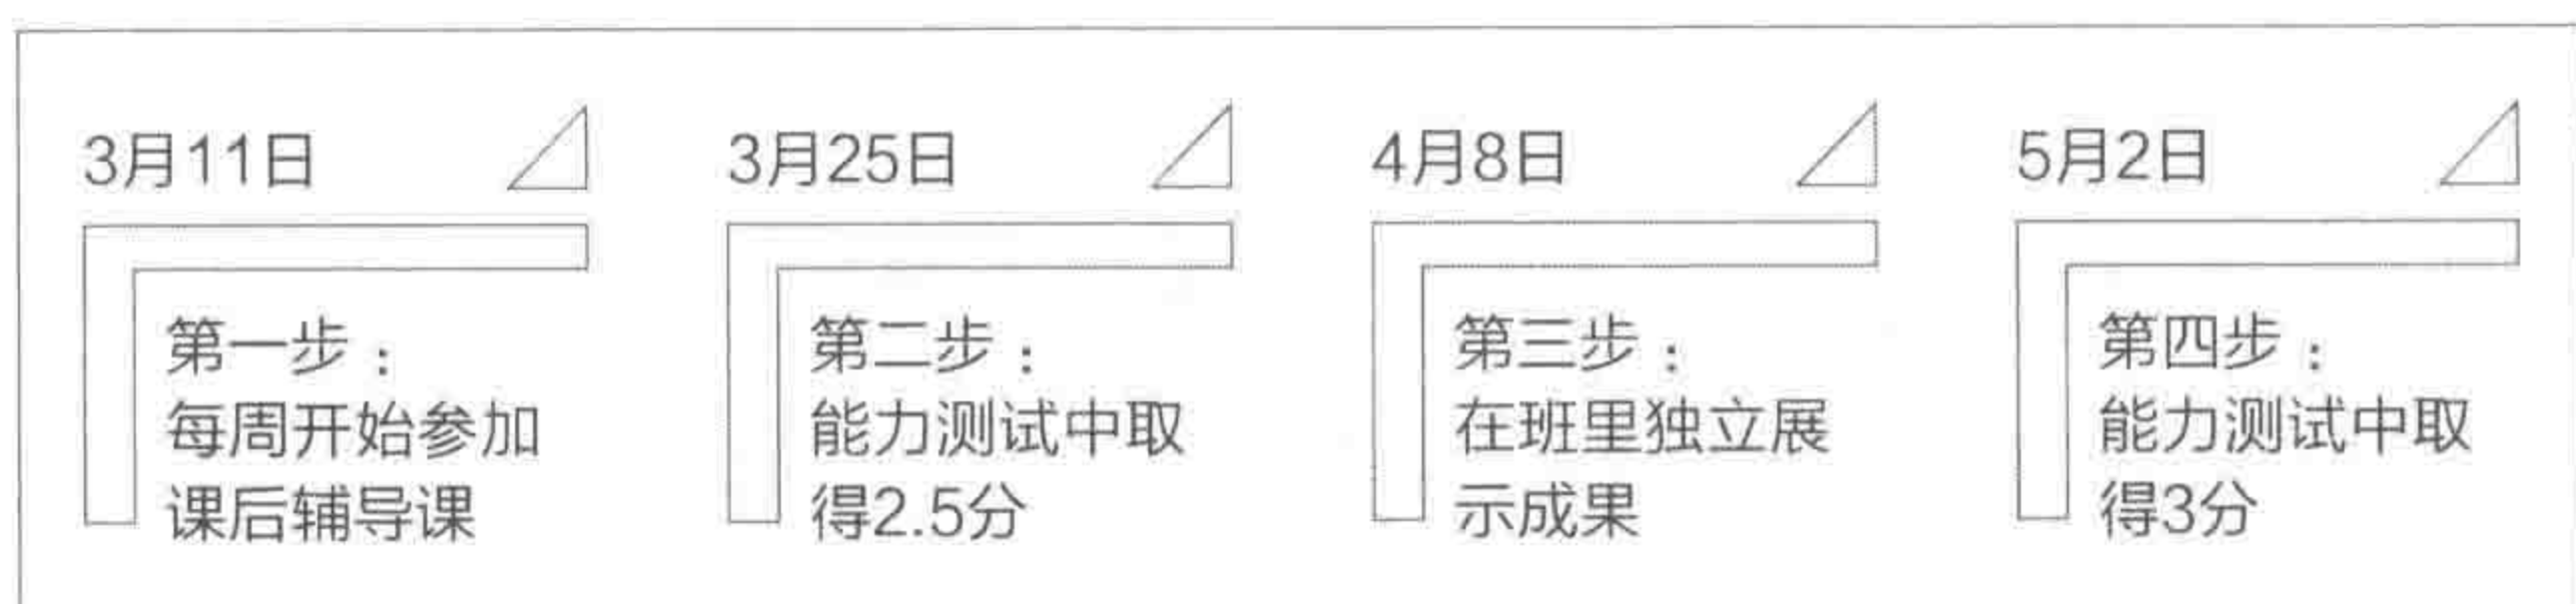 3月11日
第一步：
每周开始参加
课后辅导课
3月25日
第二步：
能力测试中取
得2.5分
4月8日
第三步：
在班里独立展
示成果
5月2日
第四步：
能力测试中取
得3分